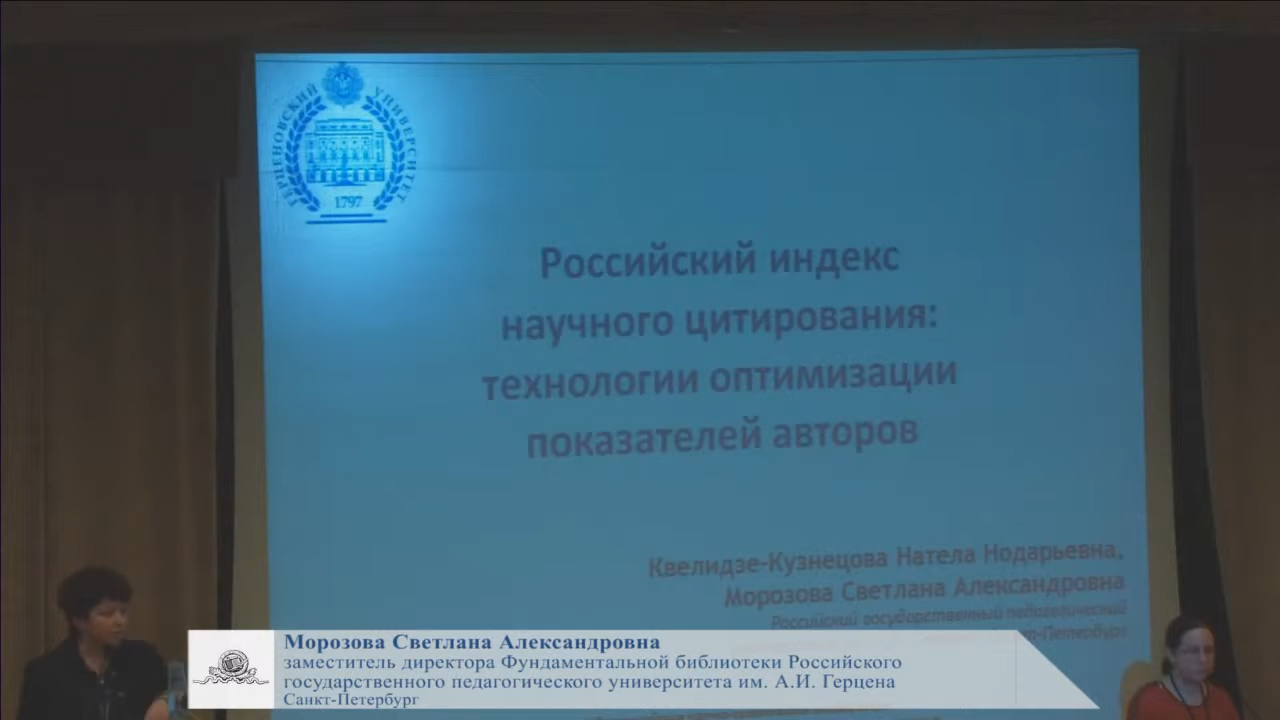 ГЕРЦЕНОВСКИЙ УНИВЕРСИТЕТ
1797
Российский индекс
научного цитирования:
технологии оптимизации
показателей авторов
Квелидзе-Кузнецова Натела Нодарьевна,
Морозова Светлана Александровна
Российский государственный педагогический
Морозова Светлана Александровна
заместитель директора Фундаментальной библиотеки Российского
государственного педагогического университета им. А.И. Герцена
Санкт-Петербург